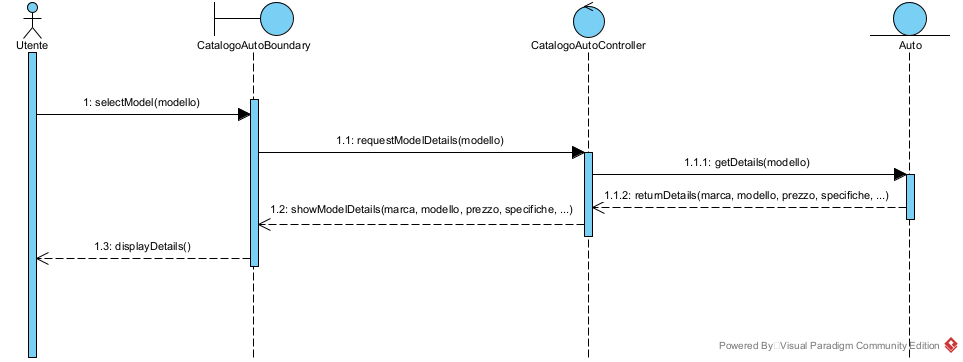 Utente
CatalogoAutoBoundary
CatalogoAutoController
Auto
1: selectModel(modello)
1.1: requestModelDetails(modello)
1.1.1: getDetails(modello)
1.1.2: returnDetails(marca, modello, prezzo, specifiche, ...)
1.2: showModelDetails(marca, modello, prezzo, specifiche, ...)
1.3: displayDetails()
Powered By Visual Paradigm Community Edition